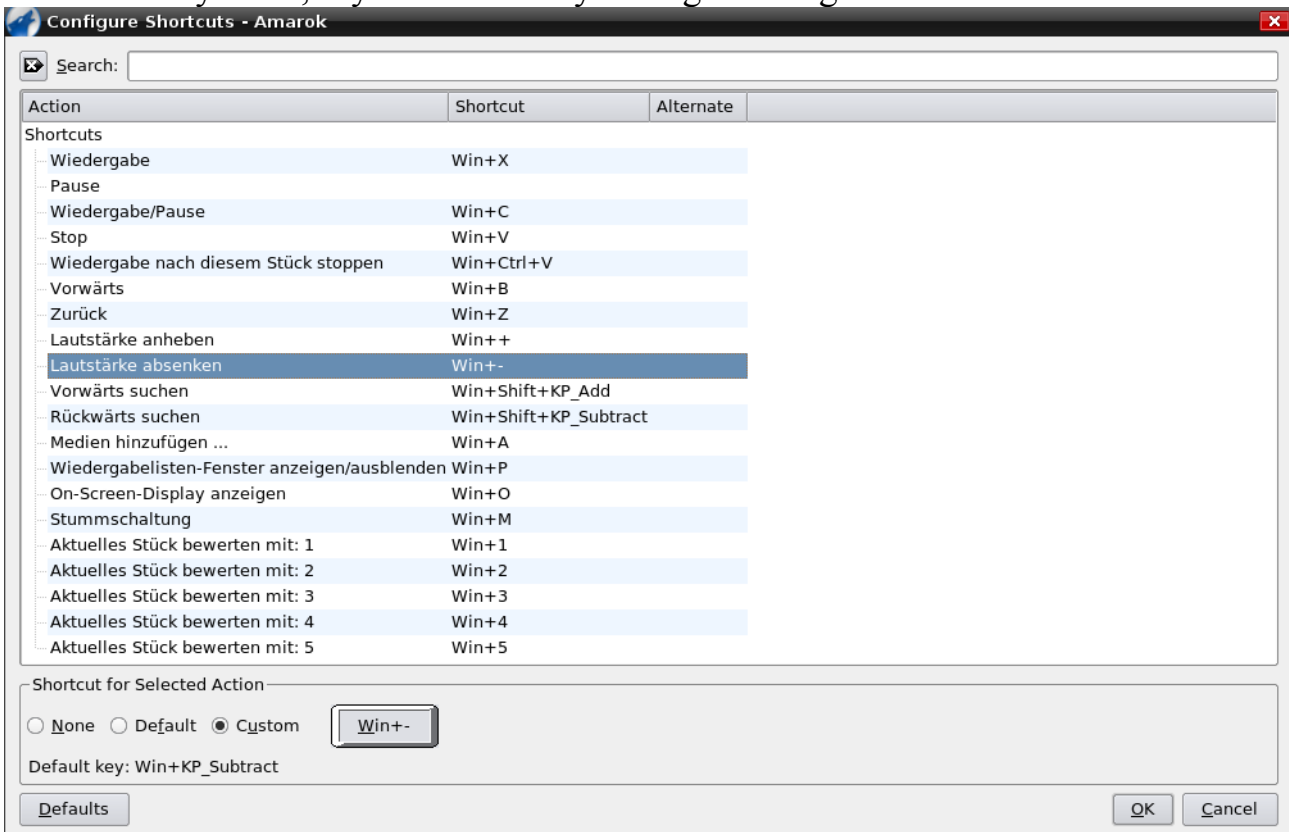 Configure Shortcuts - Amarok
Search:
Action Shortcut Alternate
Shortcuts
Wiedergabe Win+X
Pause
Wiedergabe/Pause Win+C
Stop Win+V
Wiedergabe nach diesem Stück stoppen Win+Ctrl+V
Vorwärts Win+B
Zurück Win+Z
Lautstärke anheben Win++
Lautstärke absenken Win+-
Vorwärts suchen Win+Shift+KP_Add
Rückwärts suchen Win+Shift+KP_Subtract
Medien hinzufügen ... Win+A
Wiedergabelisten-Fenster anzeigen/ausblenden Win+P
On-Screen-Display anzeigen Win+O
Stummschaltung Win+M
Aktuelles Stück bewerten mit: 1 Win+1
Aktuelles Stück bewerten mit: 2 Win+2
Aktuelles Stück bewerten mit: 3 Win+3
Aktuelles Stück bewerten mit: 4 Win+4
Aktuelles Stück bewerten mit: 5 Win+5
Shortcut for Selected Action
None Default Custom Win+-
Default key: Win+KP_Subtract
Defaults OK Cancel